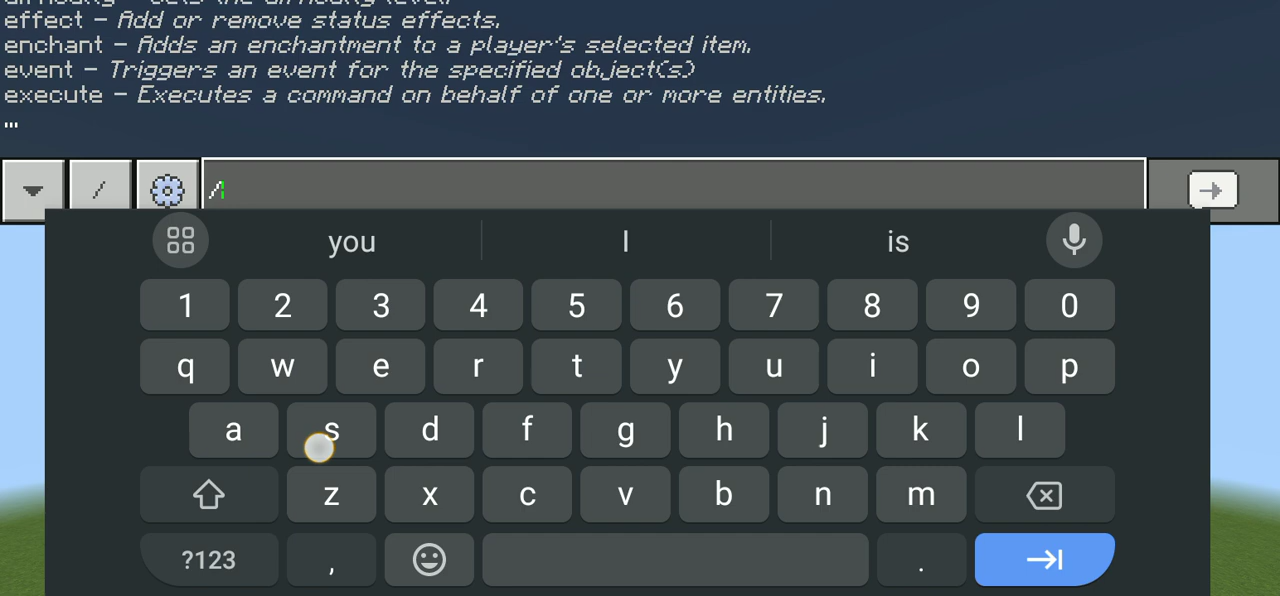 effect - Add or remove status effects.
enchant - Adds an enchantment to a player's selected item.
event - Triggers an event for the specified object(s)
execute - Executes a command on behalf of one or more entities.
...
/
/
you I is
1 2 3 4 5 6 7 8 9 0
q w e r t y u i o p
a s d f g h j k l
z x c v b n m
?123 , .